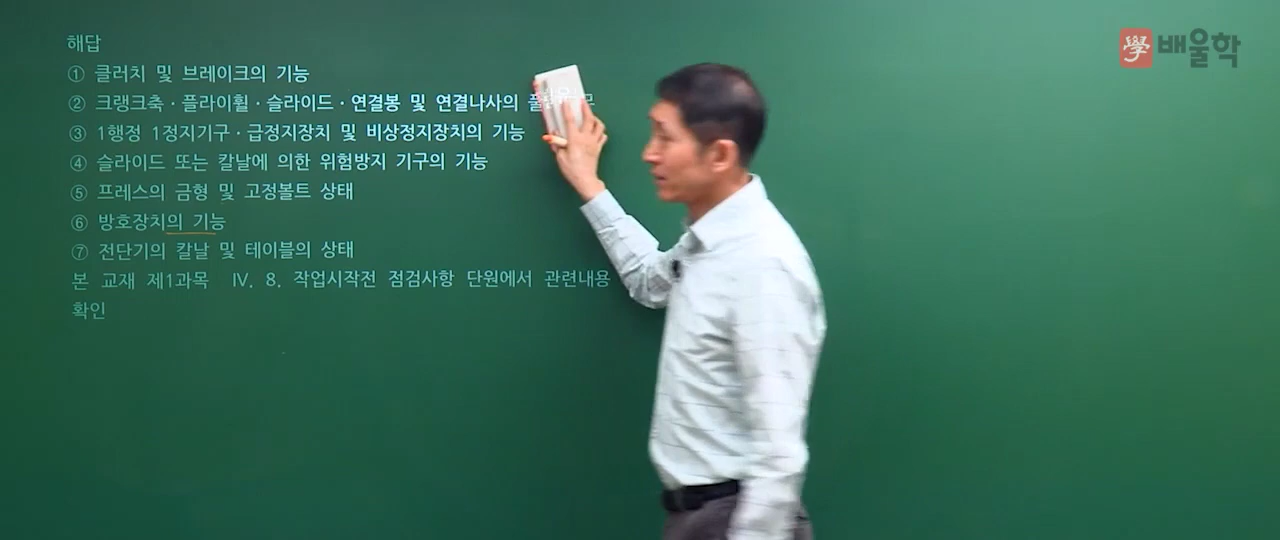 해답
① 클러치 및 브레이크의 기능
② 크랭크축·플라이휠·슬라이드·연결봉 및 연결나사의
③ 1행정 1정지기구·급정지장치 및 비상정지장치의 기능
④ 슬라이드 또는 칼날에 의한 위험방지 기구의 기능
⑤ 프레스의 금형 및 고정볼트 상태
⑥ 방호장치의 기능
⑦ 전단기의 칼날 및 테이블의 상태
본 교재 제1과목 Ⅳ. 8. 작업시작전 점검사항 단원에서 관련내용
확인
學 배울학